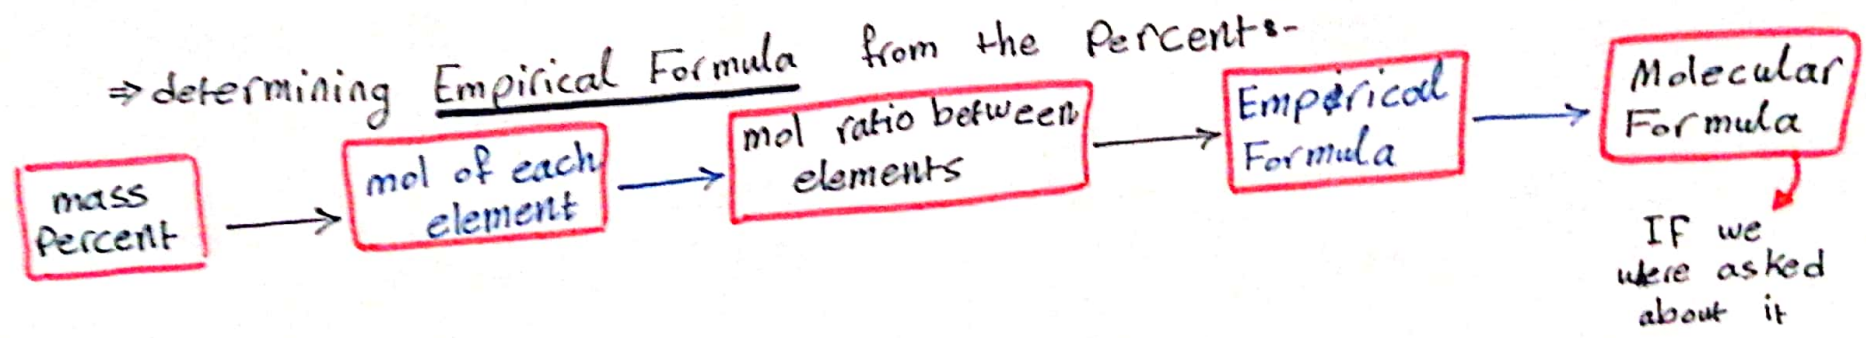 ⇒ determining Empirical Formula from the Percents:-
mass
Percent
mol of each
element
mol ratio between
elements
Empirical
Formula
Molecular
Formula
IF we
were asked
about it